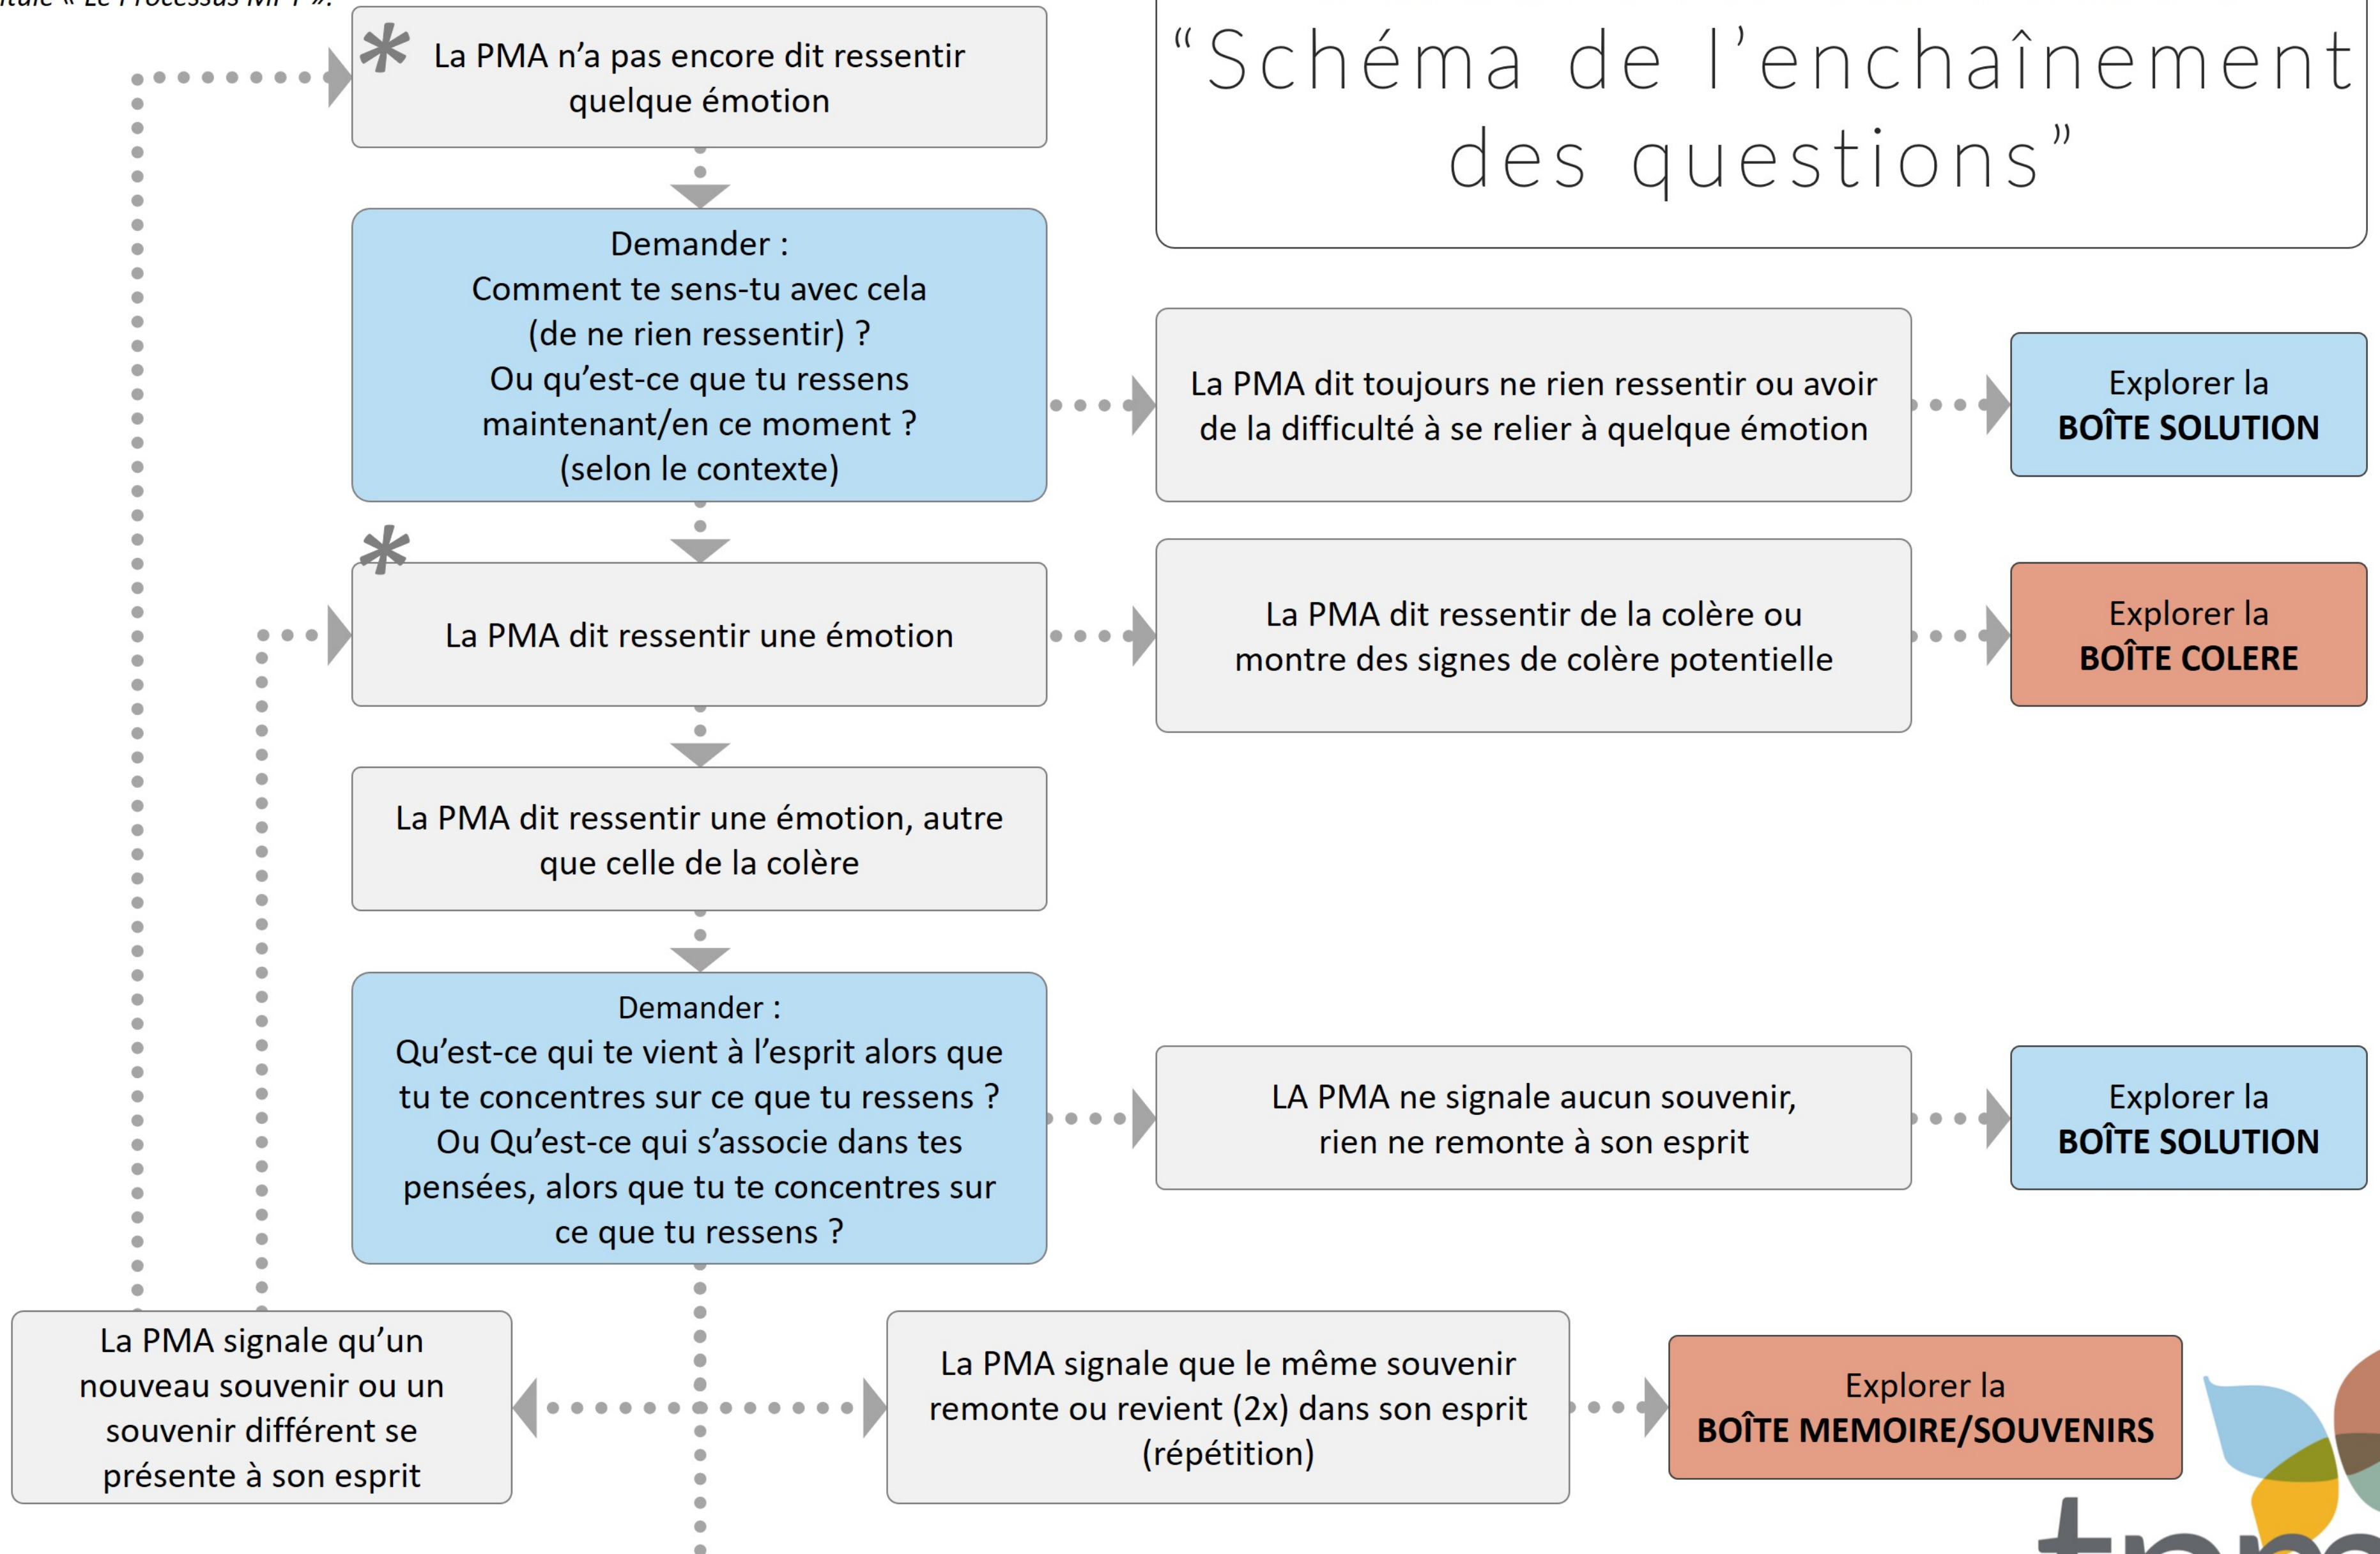 La PMA n'a pas encore dit ressentir
quelque émotion
“Schéma de l’enchaînement
des questions”
Demander :
Comment te sens-tu avec cela
(de ne rien ressentir) ?
Ou qu’est-ce que tu ressens
maintenant/en ce moment ?
(selon le contexte)
La PMA dit toujours ne rien ressentir ou avoir
de la difficulté à se relier à quelque émotion
Explorer la
BOÎTE SOLUTION
*
La PMA dit ressentir une émotion
La PMA dit ressentir de la colère ou
montre des signes de colère potentielle
Explorer la
BOÎTE COLERE
La PMA dit ressentir une émotion, autre
que celle de la colère
Demander :
Qu’est-ce qui te vient à l’esprit alors que
tu te concentres sur ce que tu ressens ?
Ou Qu’est-ce qui s’associe dans tes
pensées, alors que tu te concentres sur
ce que tu ressens ?
LA PMA ne signale aucun souvenir,
rien ne remonte à son esprit
Explorer la
BOÎTE SOLUTION
La PMA signale qu’un
nouveau souvenir ou un
souvenir différent se
présente à son esprit
La PMA signale que le même souvenir
remonte ou revient (2x) dans son esprit
(répétition)
Explorer la
BOÎTE MEMOIRE/SOUVENIRS